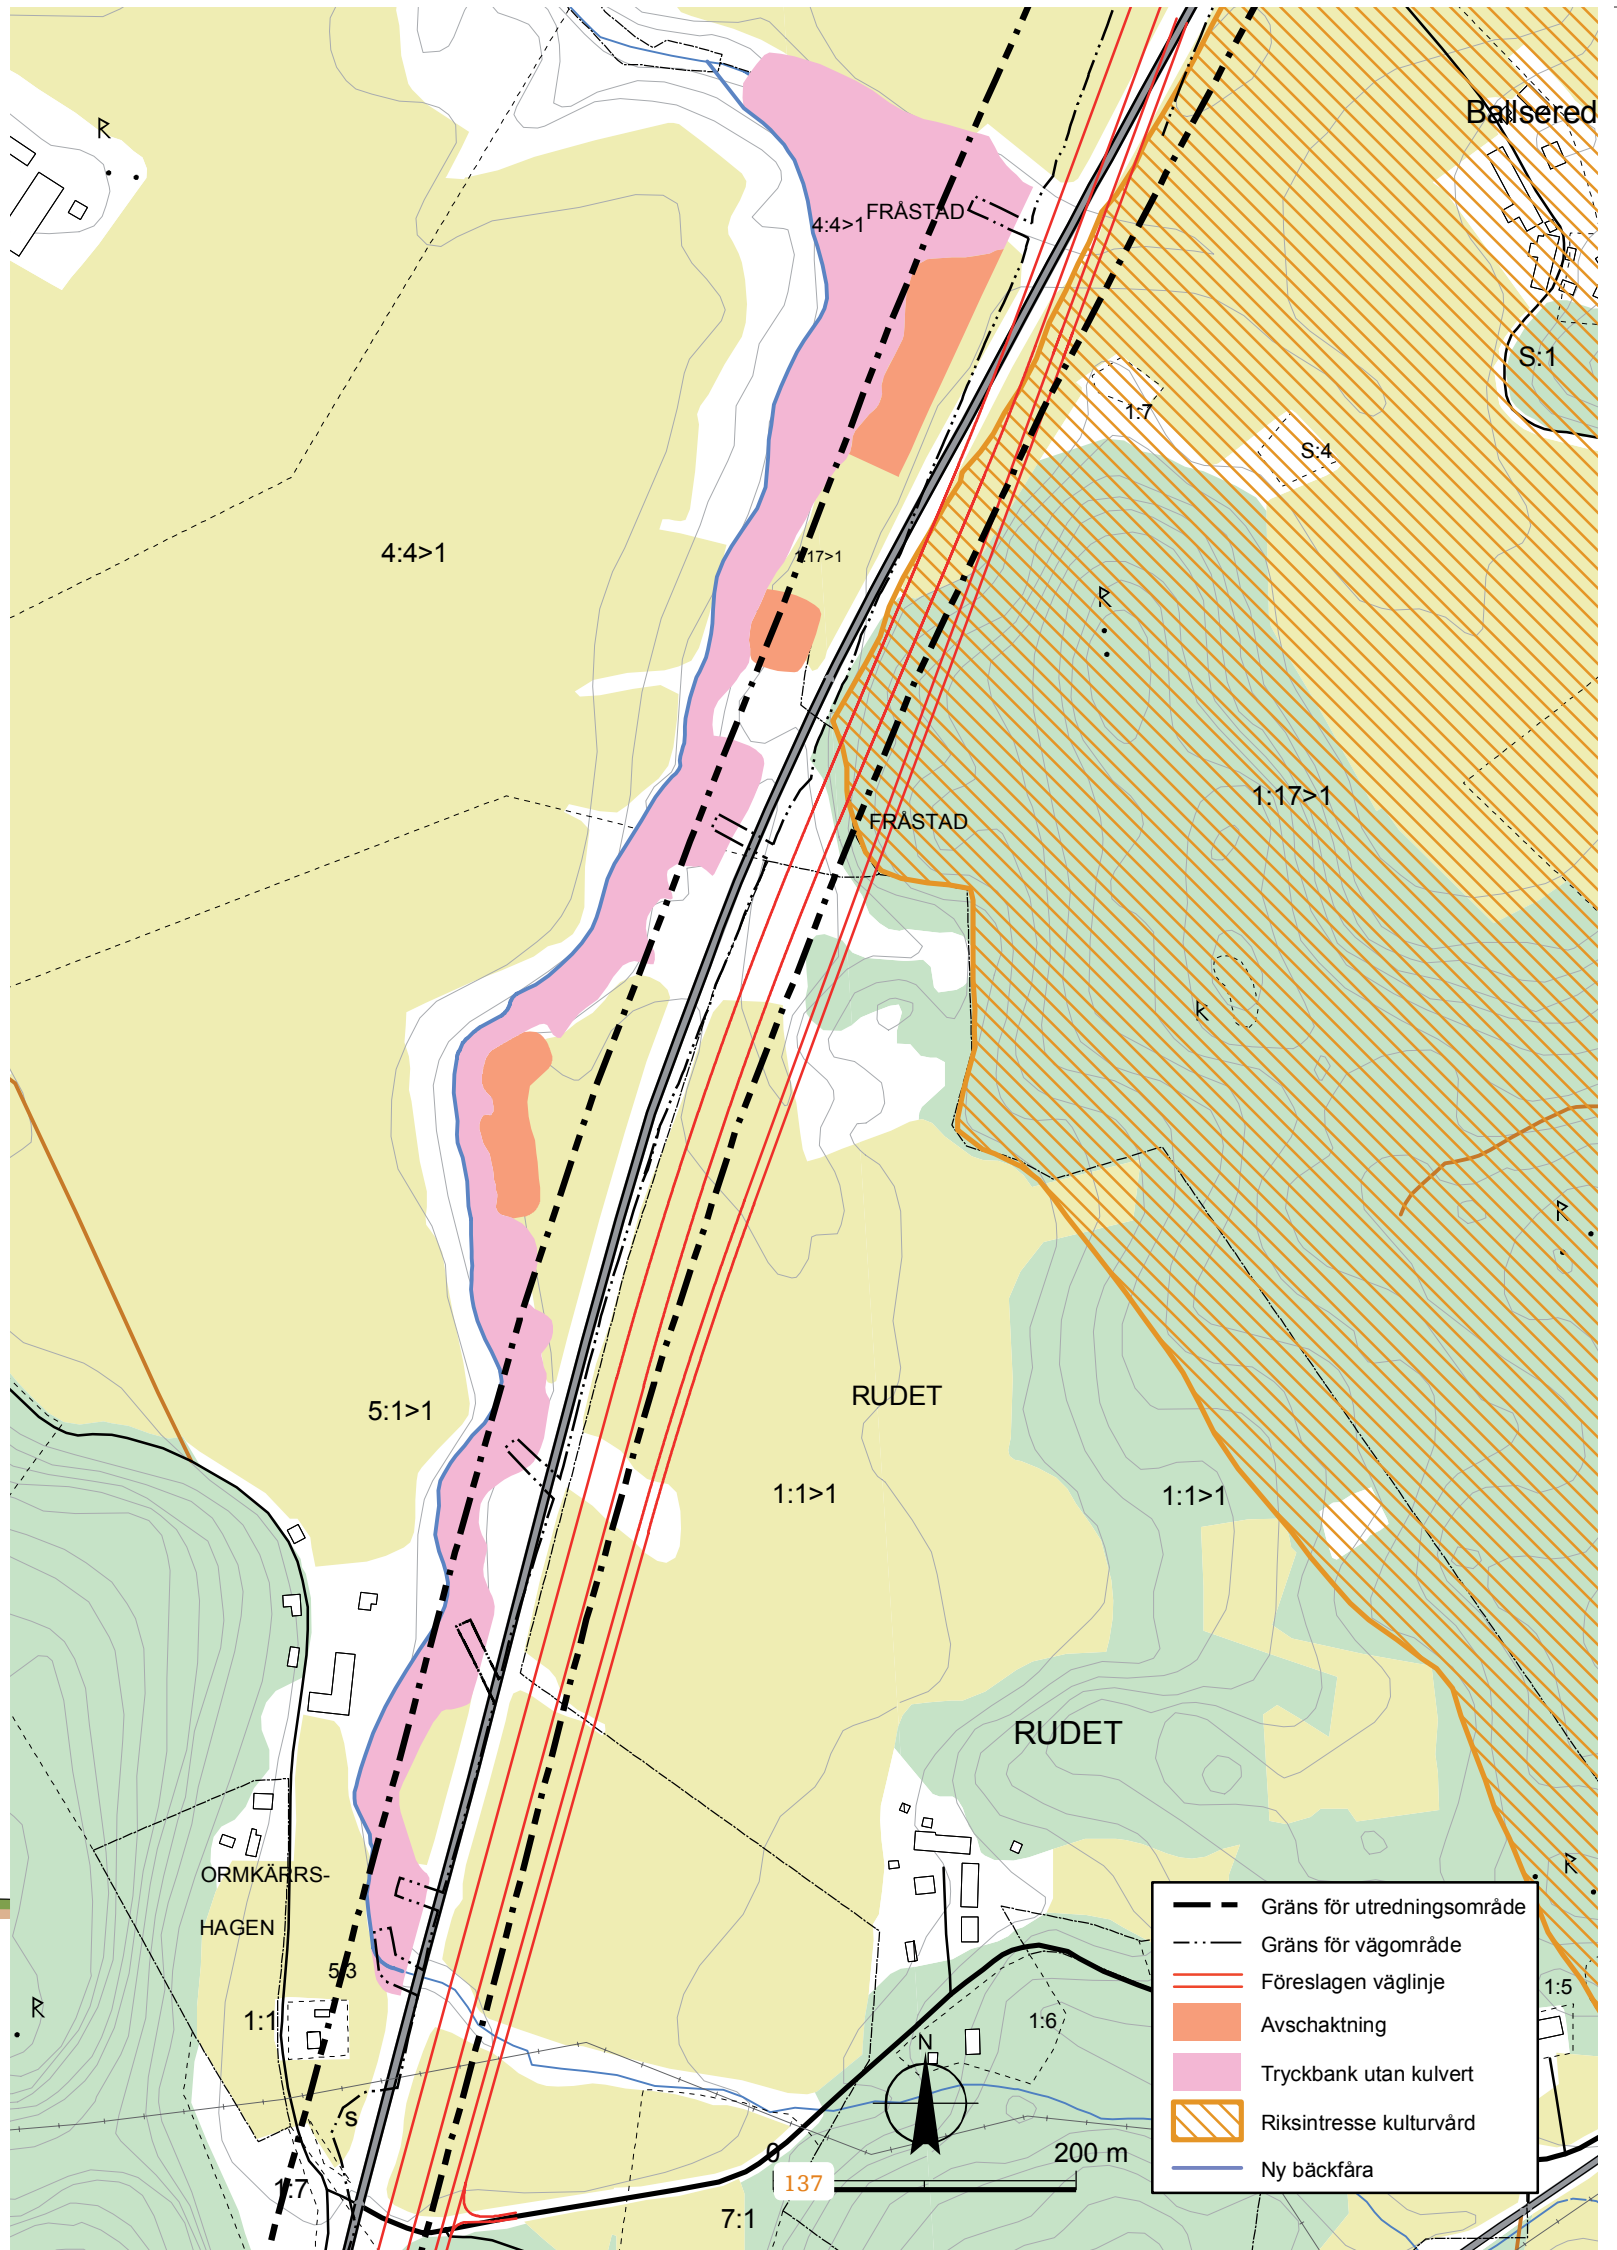 Ballsered
4:4>1
FRÅSTAD
S:1
1:7
S:4
4:4>1
1:17>1
1:17>1
FRÅSTAD
RUDET
5:1>1
1:1>1
1:1>1
RUDET
ORMKÄRRS-
HAGEN
5:3
1:1
S
1:7
1:6
1:5
N
0
200 m
137
7:1
Gräns för utredningsområde
Gräns för vägområde
Föreslagen väglinje
Avschaktning
Tryckbank utan kulvert
Riksintresse kulturvård
Ny bäckfåra